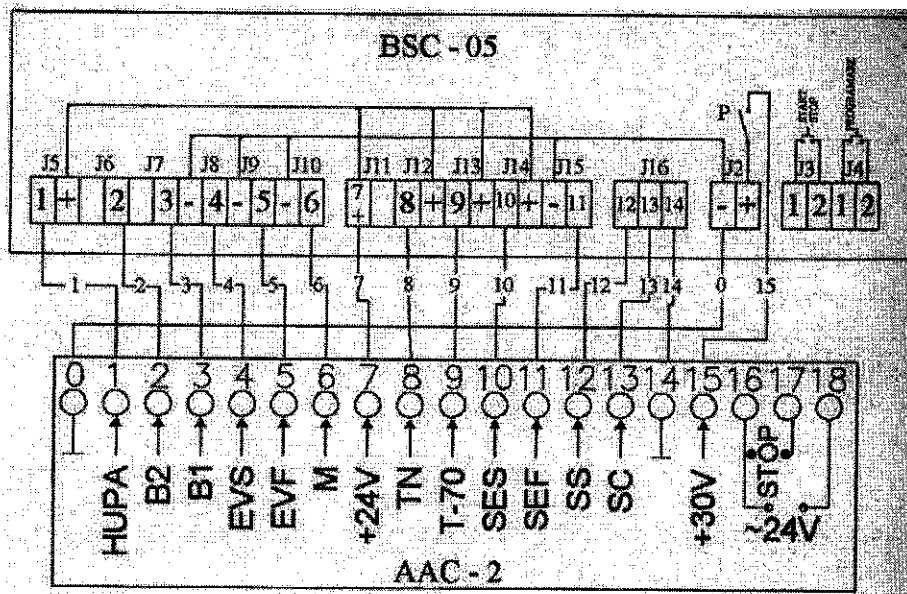 BSC - 05
P
START
STOP
PROGRAMARE
J5 J6 J7 J8 J9 J10 J11 J12 J13 J14 J15 J16 J2 J3 J4
1 + 2 3 - 4 - 5 - 6 7 + 8 + 9 + 10 + - 11 12 13 14 - + 1 2 1 2
1 2 3 4 5 6 7 8 9 10 11 12 13 14 0 15
0 1 2 3 4 5 6 7 8 9 10 11 12 13 14 15 16 17 18
HUPA
B2
B1
EVS
EVF
M
+24V
TN
T-70
SES
SEF
SS
SC
+30V
STOP
~24V
AAC - 2